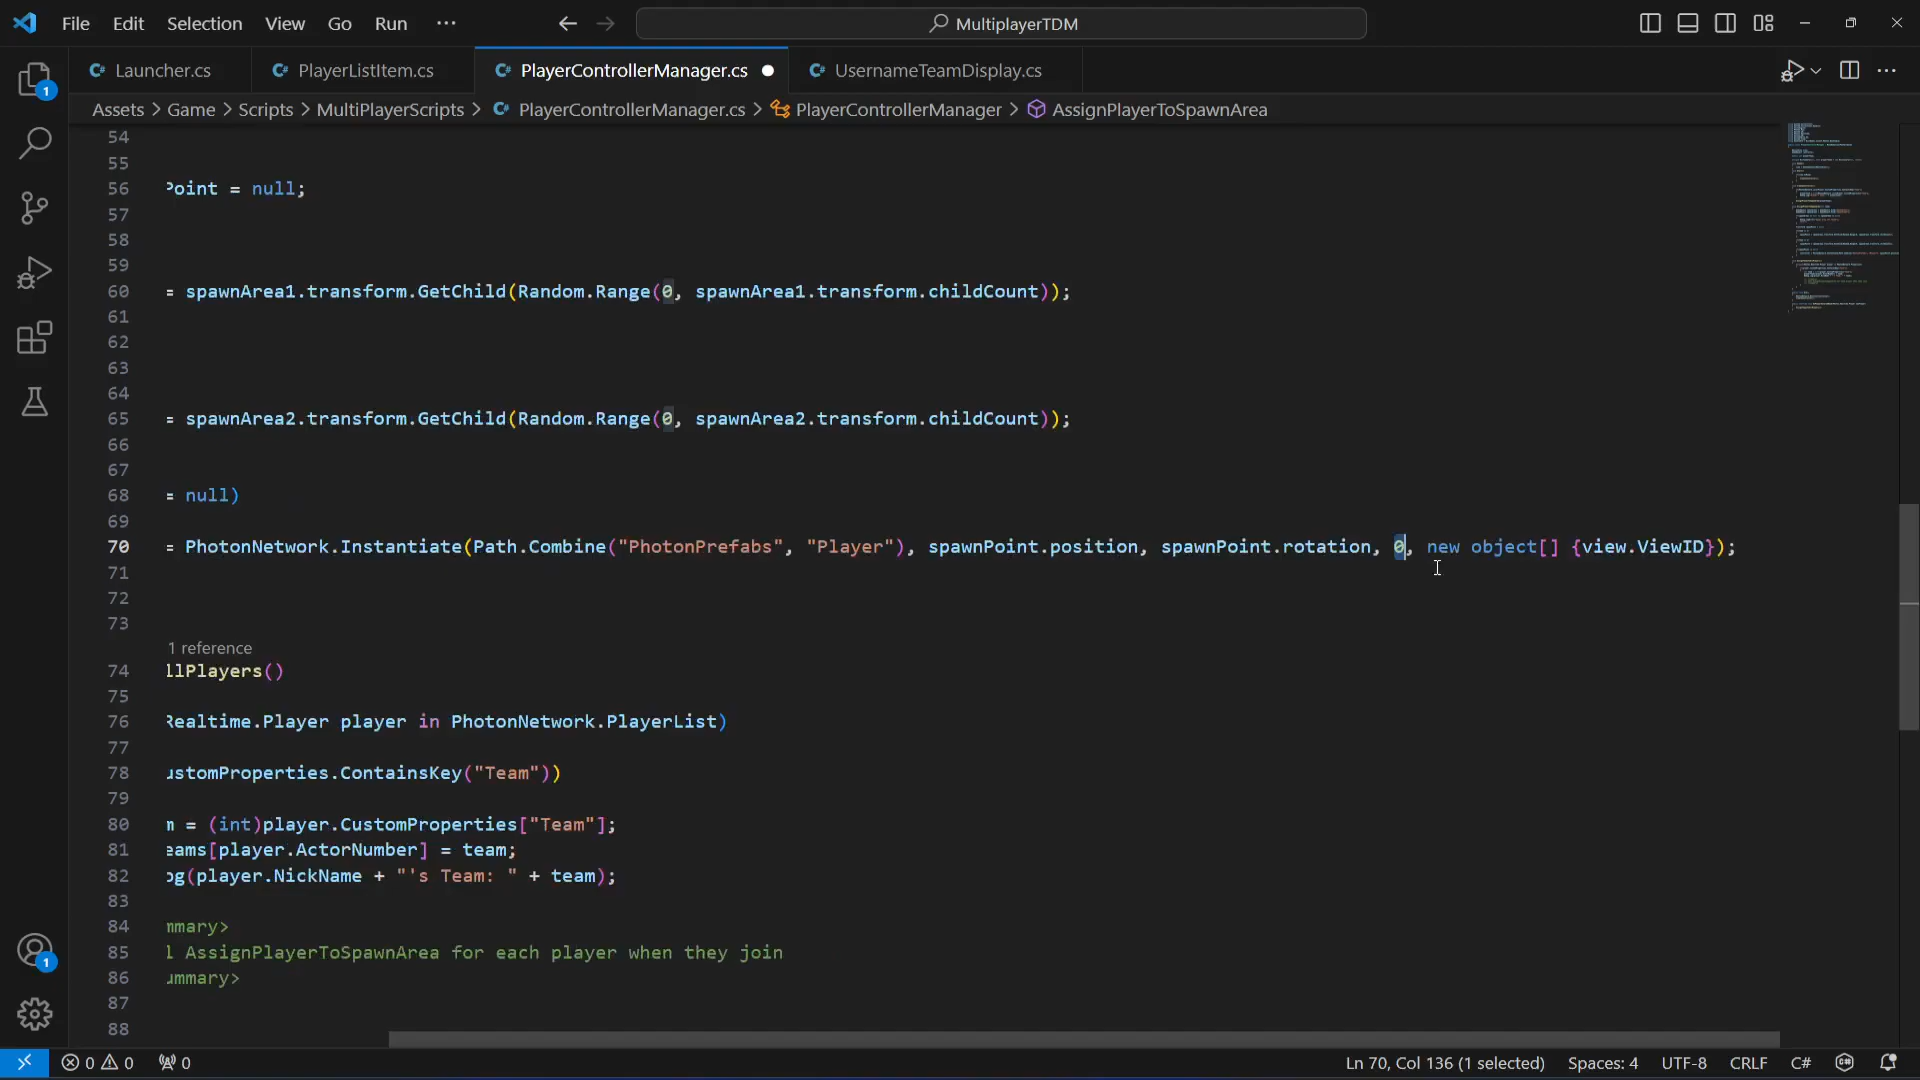 File Edit Selection View Go Run ··· MultiplayerTDM
Launcher.cs PlayerListItem.cs PlayerControllerManager.cs UsernameTeamDisplay.cs
Assets > Game > Scripts > MultiPlayerScripts > PlayerControllerManager.cs > PlayerControllerManager > AssignPlayerToSpawnArea
54
55
56 Point = null;
57
58
59
60 = spawnArea1.transform.GetChild(Random.Range(0, spawnArea1.transform.childCount));
61
62
63
64
65 = spawnArea2.transform.GetChild(Random.Range(0, spawnArea2.transform.childCount));
66
67
68 = null)
69
70 = PhotonNetwork.Instantiate(Path.Combine("PhotonPrefabs", "Player"), spawnPoint.position, spawnPoint.rotation, 0, new object[] {view.ViewID});
71
72
73
1 reference
74 llPlayers()
75
76 Realtime.Player player in PhotonNetwork.PlayerList)
77
78 ustomProperties.ContainsKey("Team"))
79
80 m = (int)player.CustomProperties["Team"];
81 eams[player.ActorNumber] = team;
82 og(player.NickName + "'s Team: " + team);
83
84 mmary>
85 l AssignPlayerToSpawnArea for each player when they join
86 ummary>
87
88
1
1
0 0 0 Ln 70, Col 136 (1 selected) Spaces: 4 UTF-8 CRLF C#